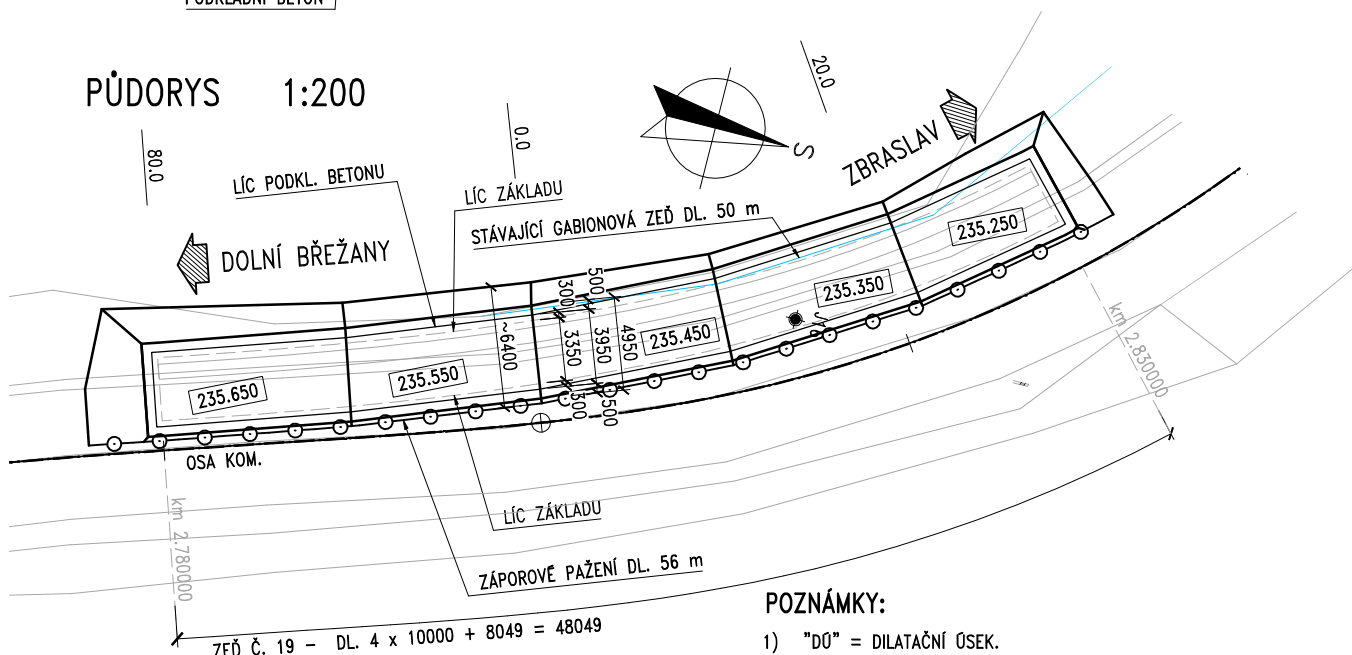 PODKLADNÍ BETON
PŮDORYS 1:200
80.0
0.0
20.0
S
ZBRASLAV
LÍC PODKL. BETONU
LÍC ZÁKLADU
STÁVAJÍCÍ GABIONOVÁ ZEĎ DL. 50 m
DOLNÍ BŘEŽANY
235.650
235.550
235.450
235.350
235.250
~6400
300
500
3350
3950
4950
300
500
J76
OSA KOM.
km 2.780000
km 2.830000
LÍC ZÁKLADU
ZÁPOROVÉ PAŽENÍ DL. 56 m
ZEĎ Č. 19 – DL. 4 x 10000 + 8049 = 48049
POZNÁMKY:
1) "DÚ" = DILATAČNÍ ÚSEK.